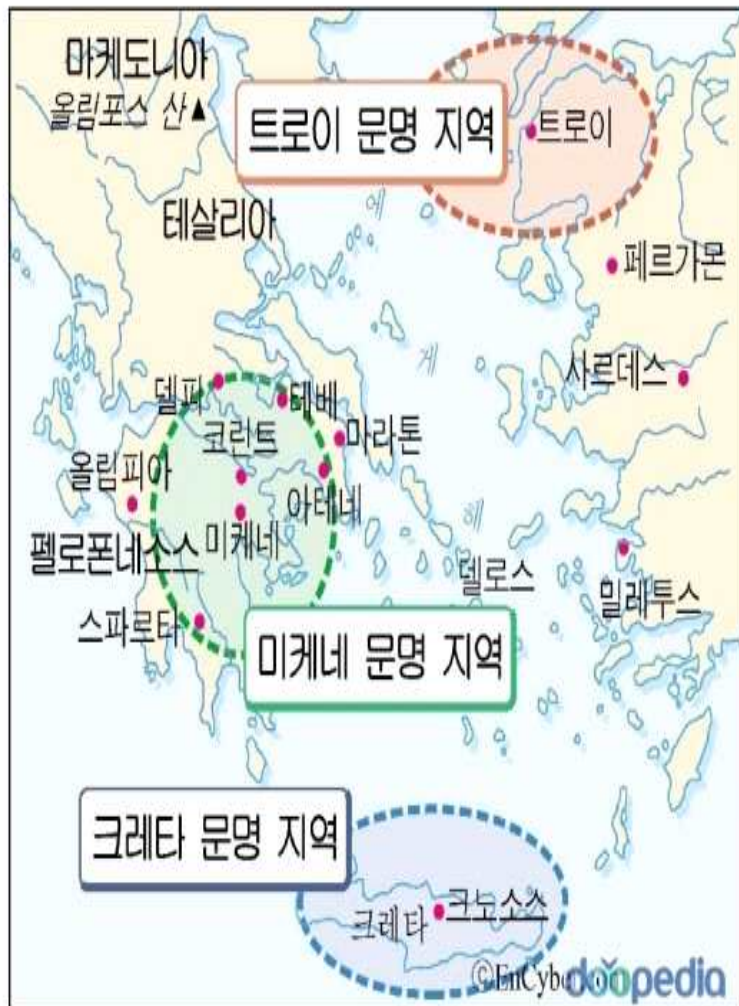 마케도니아
올림포스 산▲
트로이 문명 지역
트로이
테살리아
에
페르가몬
게
사르데스
델피
테베
코린트
마라톤
올림피아
아테네
미케네
해
펠로폰네소스
델로스
밀레투스
스파르타
미케네 문명 지역
크레타 문명 지역
크노소스
크레타
©EnCybe
doopedia